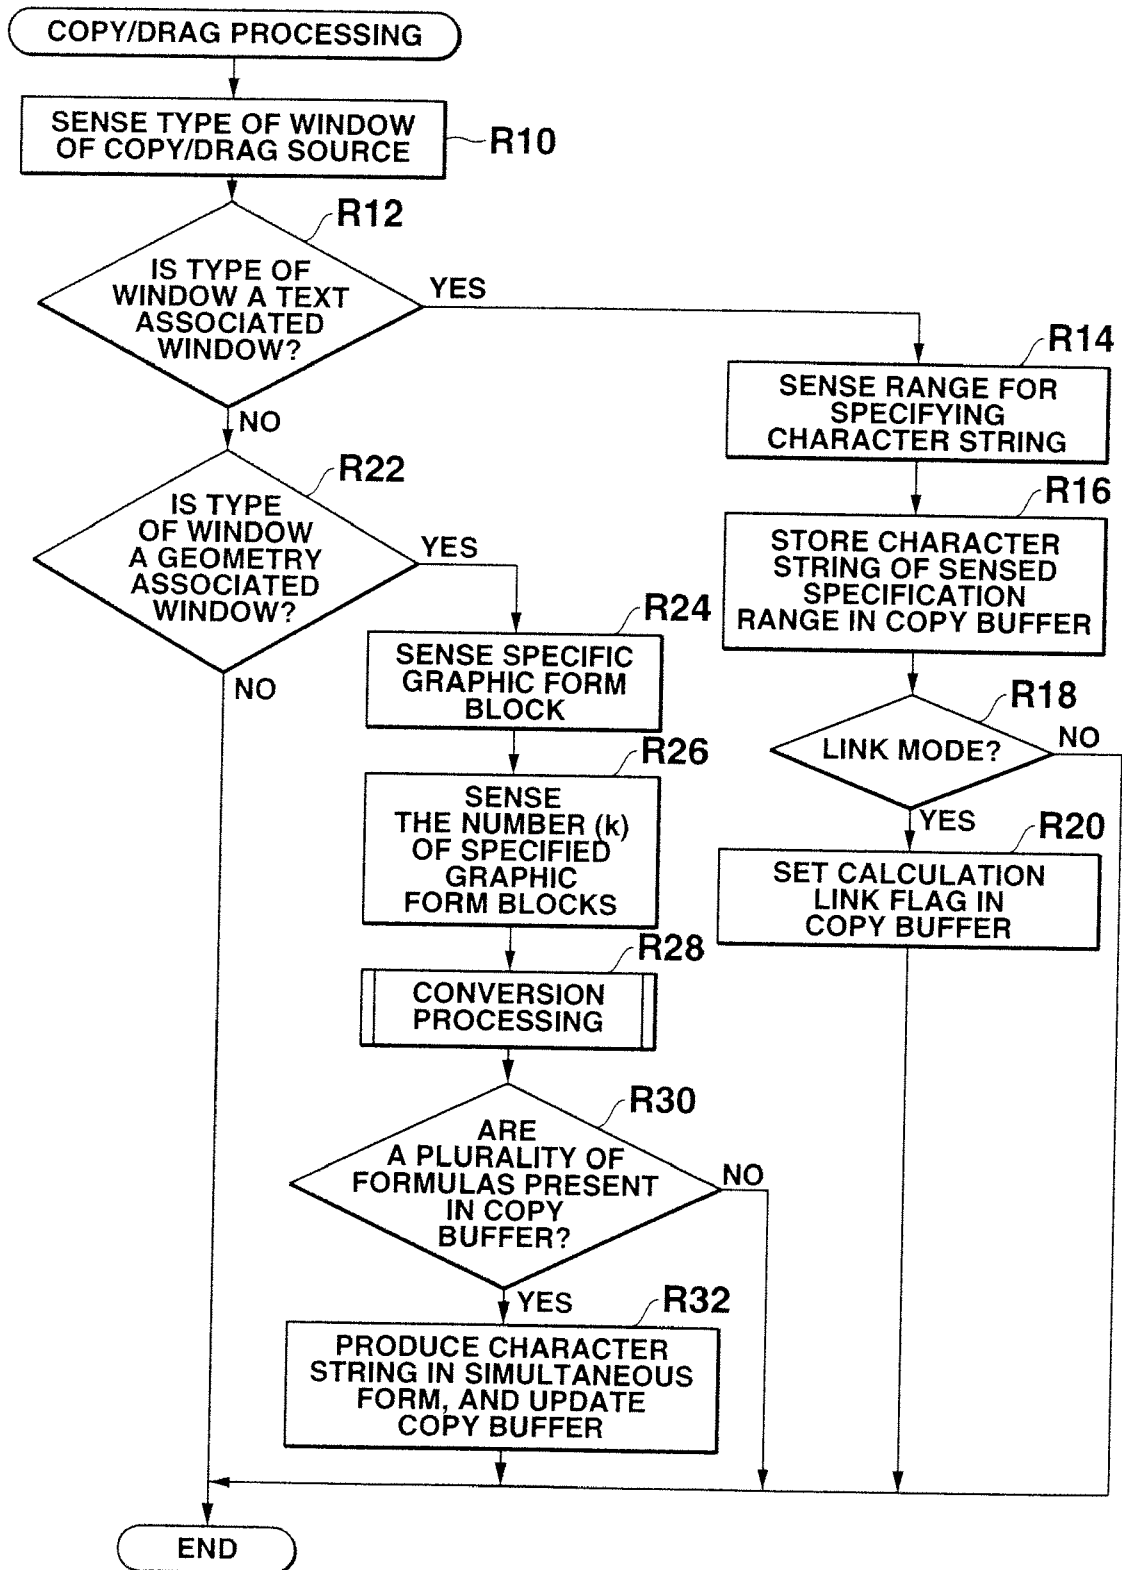 COPY/DRAG PROCESSING
SENSE TYPE OF WINDOW
OF COPY/DRAG SOURCE
R10
R12
IS TYPE OF
WINDOW A TEXT
ASSOCIATED
WINDOW?
YES
NO
R14
SENSE RANGE FOR
SPECIFYING
CHARACTER STRING
R16
STORE CHARACTER
STRING OF SENSED
SPECIFICATION
RANGE IN COPY BUFFER
R18
LINK MODE?
NO
YES
R20
SET CALCULATION
LINK FLAG IN
COPY BUFFER
R22
IS TYPE
OF WINDOW
A GEOMETRY
ASSOCIATED
WINDOW?
YES
NO
R24
SENSE SPECIFIC
GRAPHIC FORM
BLOCK
R26
SENSE
THE NUMBER (k)
OF SPECIFIED
GRAPHIC
FORM BLOCKS
R28
CONVERSION
PROCESSING
R30
ARE
A PLURALITY OF
FORMULAS PRESENT
IN COPY
BUFFER?
NO
YES
R32
PRODUCE CHARACTER
STRING IN SIMULTANEOUS
FORM, AND UPDATE
COPY BUFFER
END